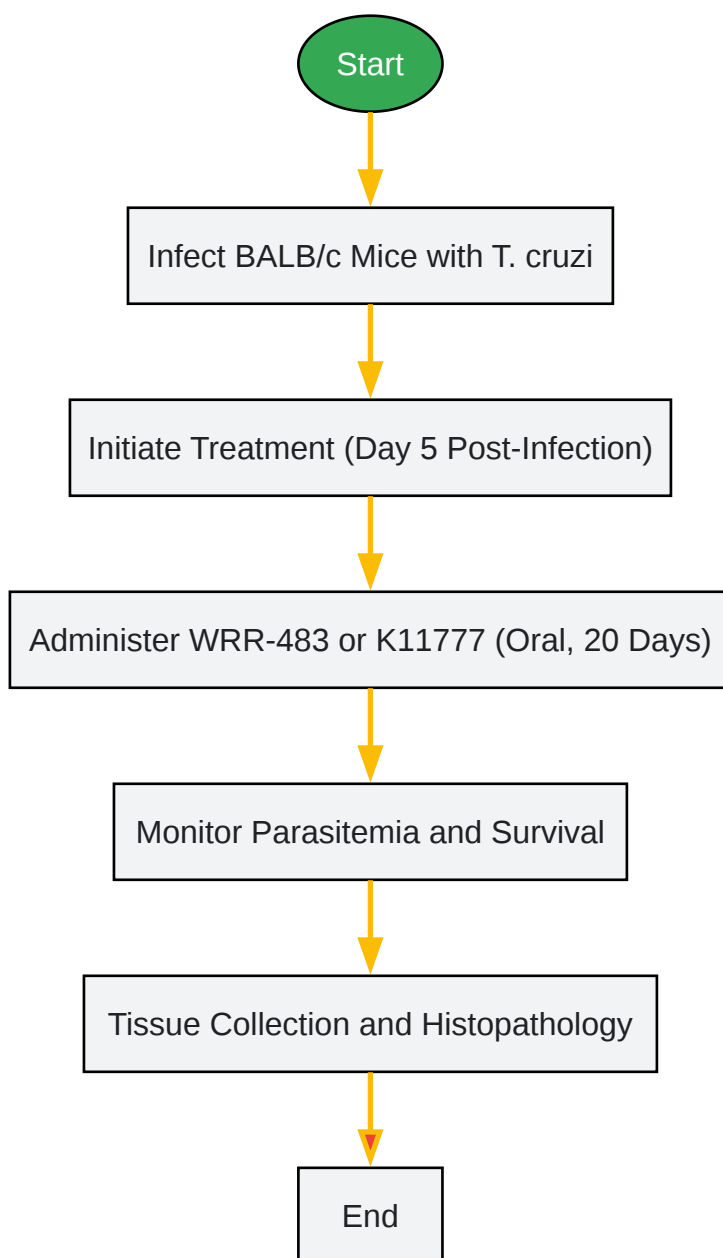 Start
Infect BALB/c Mice with T. cruzi
Initiate Treatment (Day 5 Post-Infection)
Administer WRR-483 or K11777 (Oral, 20 Days)
Monitor Parasitemia and Survival
Tissue Collection and Histopathology
End